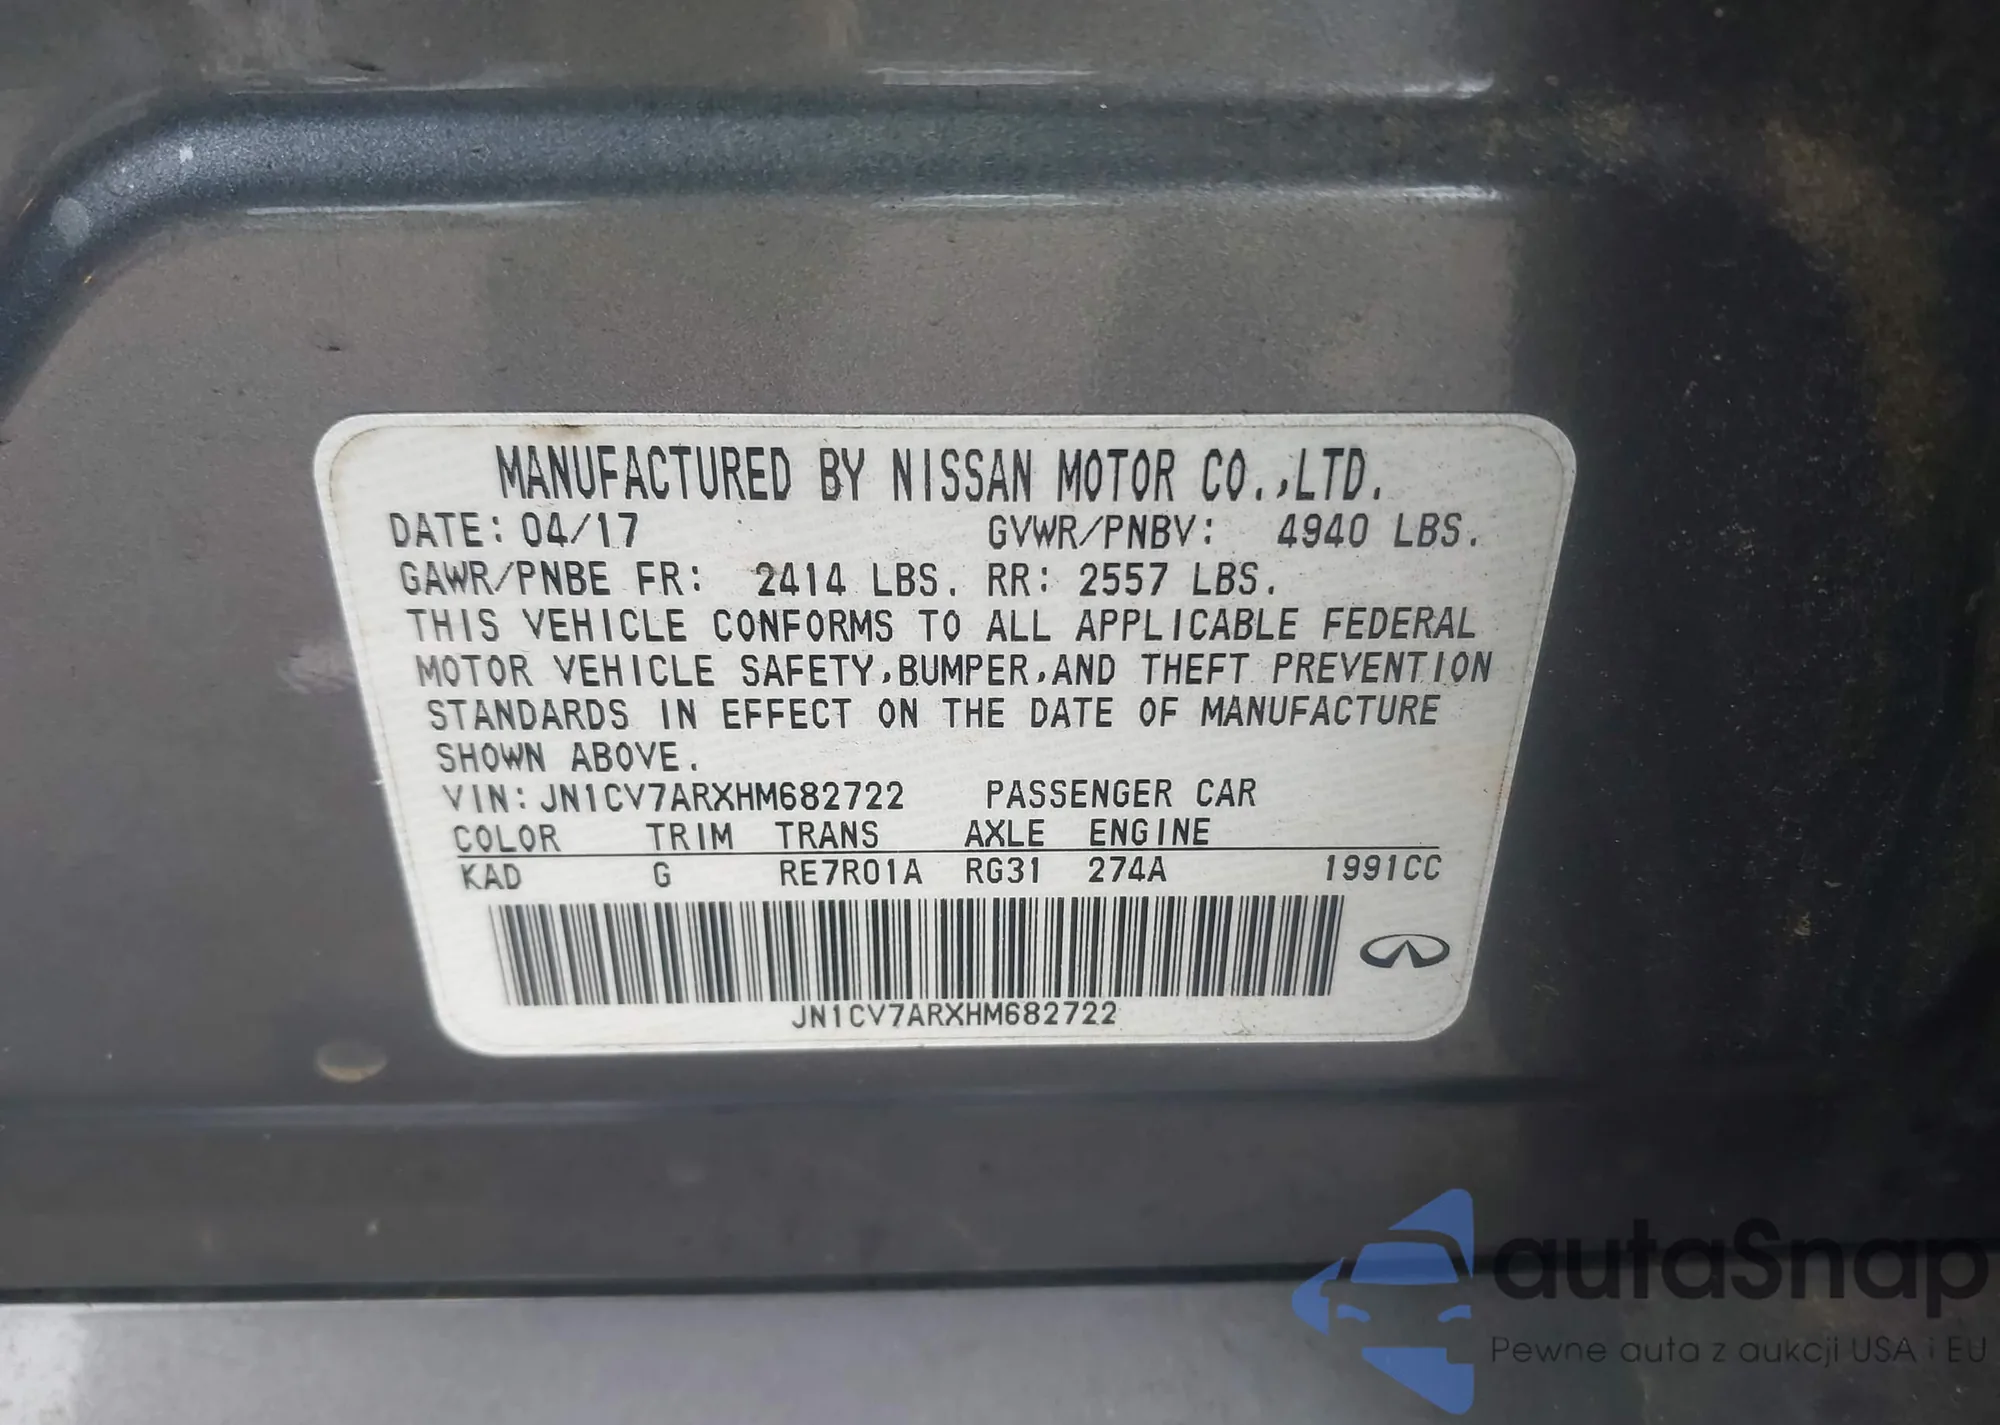 MANUFACTURED BY NISSAN MOTOR CO.,LTD.
DATE: 04/17 GVWR/PNBV: 4940 LBS.
GAWR/PNBE FR: 2414 LBS. RR: 2557 LBS.
THIS VEHICLE CONFORMS TO ALL APPLICABLE FEDERAL
MOTOR VEHICLE SAFETY,BUMPER,AND THEFT PREVENTION
STANDARDS IN EFFECT ON THE DATE OF MANUFACTURE
SHOWN ABOVE.
VIN: JN1CV7ARXHM682722 PASSENGER CAR
COLOR TRIM TRANS AXLE ENGINE
KAD G RE7R01A RG31 274A 1991CC
JN1CV7ARXHM682722
autaSnap
Pewne auta z aukcji USA i EU